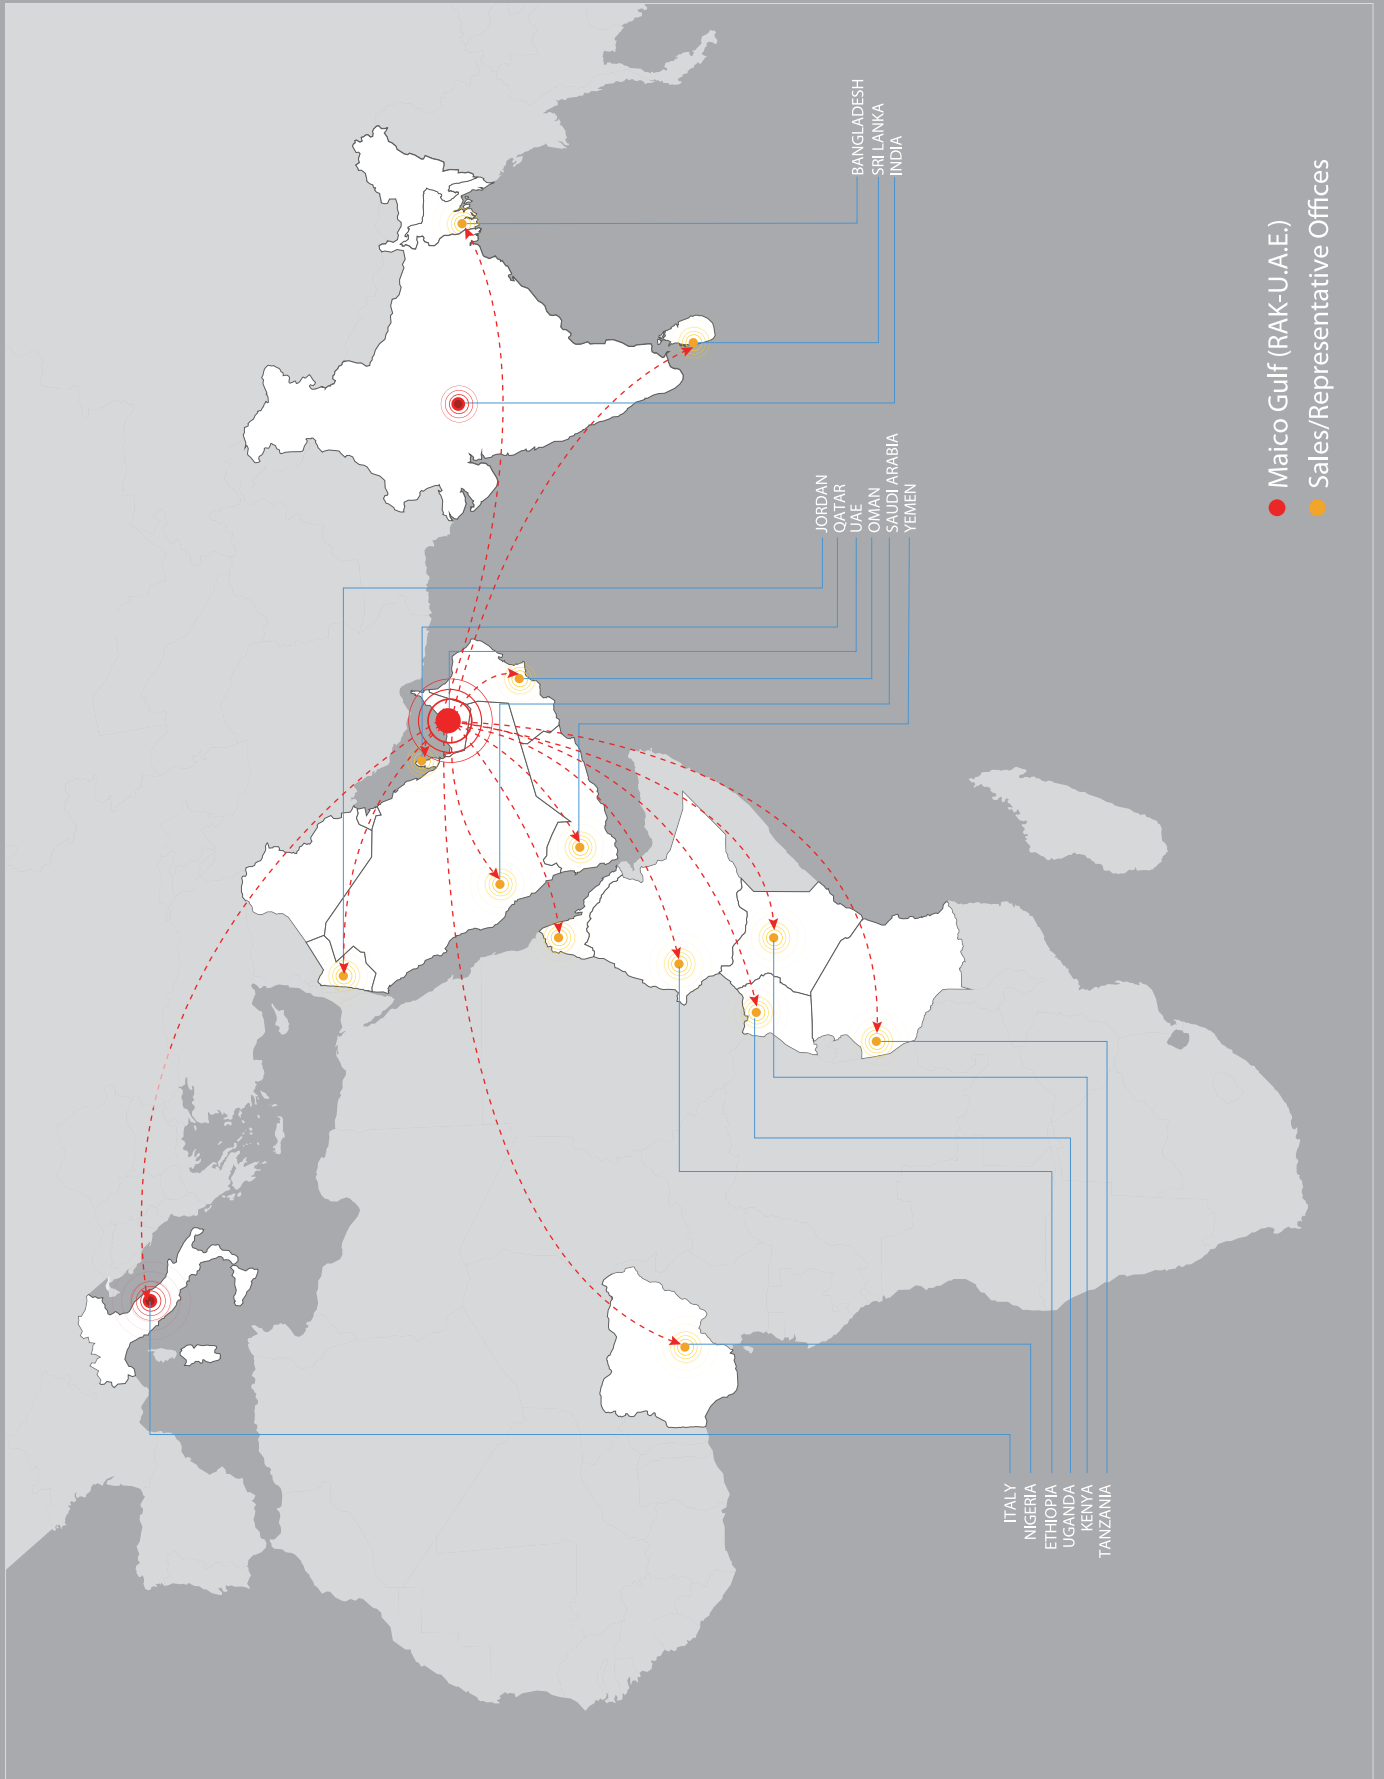 ITALY
NIGERIA
ETHIOPIA
UGANDA
KENYA
TANZANIA
JORDAN
QATAR
UAE
OMAN
SAUDI ARABIA
YEMEN
BANGLADESH
SRI LANKA
INDIA
Maico Gulf (RAK-U.A.E.)
Sales/Representative Offices